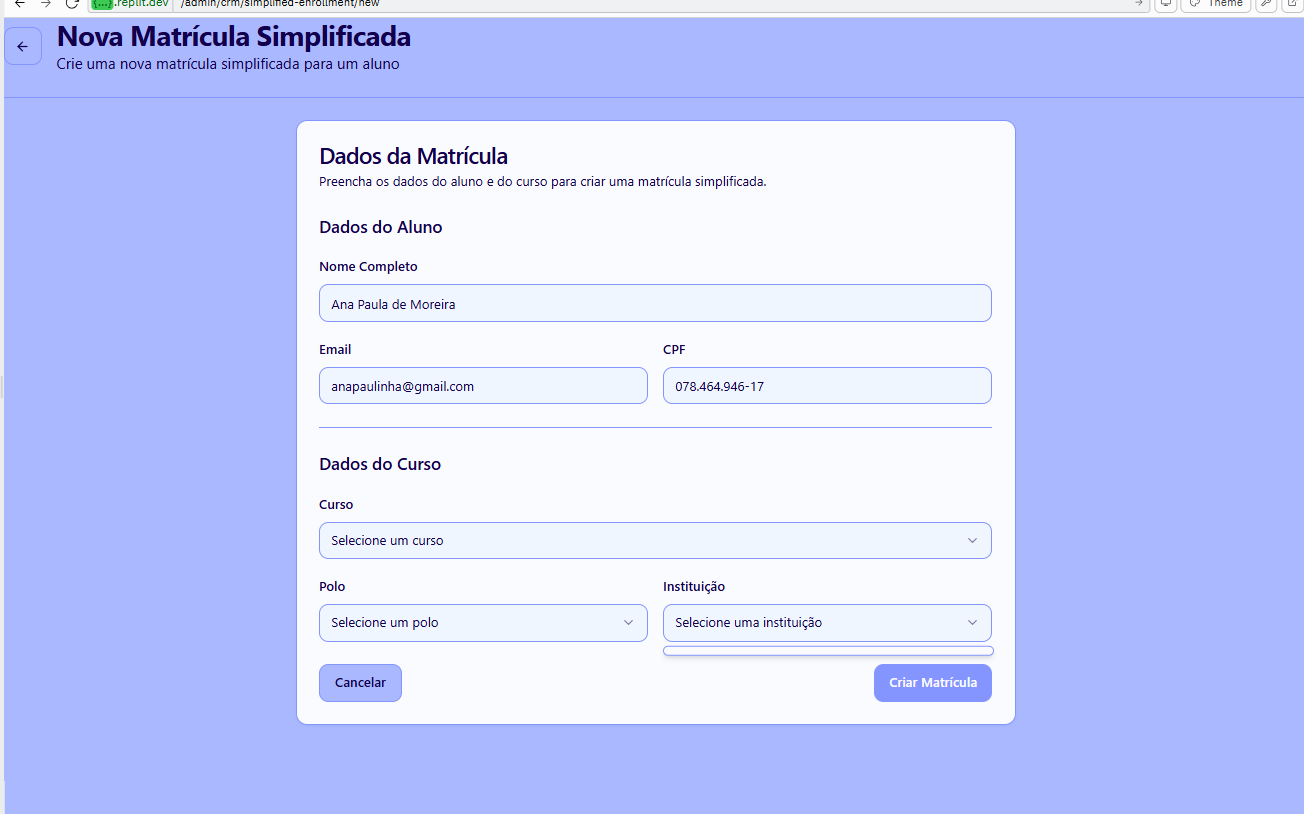 {...}.replit.dev /admin/crm/simplified-enrollment/new Theme
Nova Matrícula Simplificada
Crie uma nova matrícula simplificada para um aluno
Dados da Matrícula
Preencha os dados do aluno e do curso para criar uma matrícula simplificada.
Dados do Aluno
Nome Completo
Ana Paula de Moreira
Email CPF
anapaulinha@gmail.com 078.464.946-17
Dados do Curso
Curso
Selecione um curso
Polo Instituição
Selecione um polo Selecione uma instituição
Cancelar Criar Matrícula